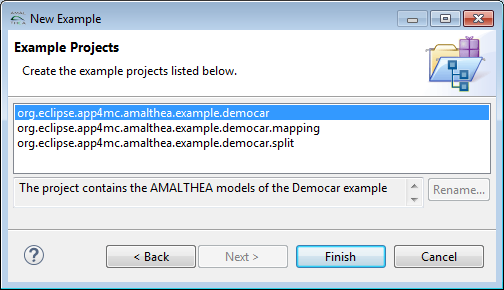 New Example
Example Projects
Create the example projects listed below.
org.eclipse.app4mc.amalthea.example.democar
org.eclipse.app4mc.amalthea.example.democar.mapping
org.eclipse.app4mc.amalthea.example.democar.split
The project contains the AMALTHEA models of the Democar example
Rename...
?
< Back
Next >
Finish
Cancel